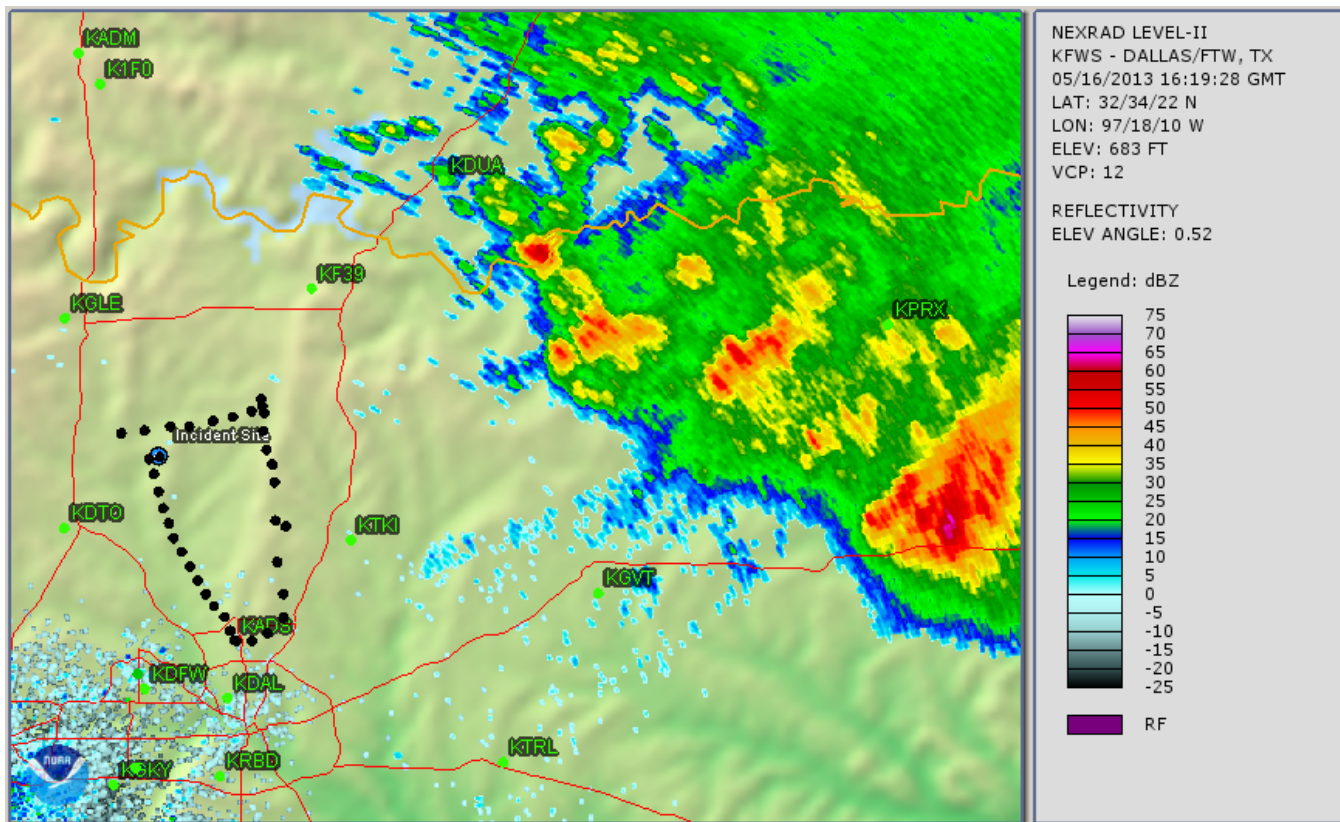 KADM
K1F0
KDUA
KF39
KGLE
KPRX
Incident Site
KDTO
KTKI
KGVT
KADS
KDFW
KDAL
KTRL
KRBD
KGKY
NOAA
NEXRAD LEVEL-II
KFWS - DALLAS/FTW, TX
05/16/2013 16:19:28 GMT
LAT: 32/34/22 N
LON: 97/18/10 W
ELEV: 683 FT
VCP: 12
REFLECTIVITY
ELEV ANGLE: 0.52
Legend: dBZ
75
70
65
60
55
50
45
40
35
30
25
20
15
10
5
0
-5
-10
-15
-20
-25
RF